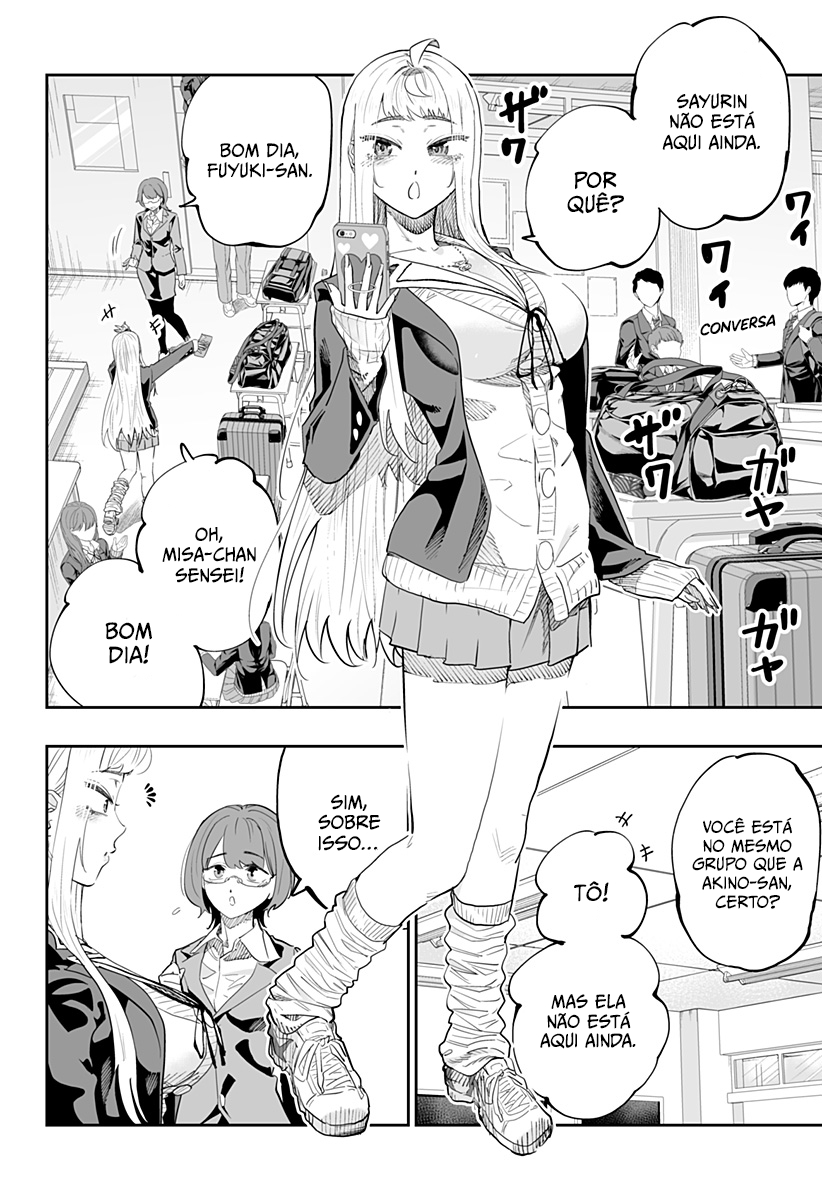 SAYURIN
NÃO ESTÁ
AQUI AINDA.
POR
QUÊ?
ザワ
ワイワイ
CONVERSA
BOM DIA,
FUYUKI-SAN.
ザワ
ガヤ
ガヤ
OH,
MISA-CHAN
SENSEI!
BOM
DIA!
VOCÊ ESTÁ
NO MESMO
GRUPO QUE A
AKINO-SAN,
CERTO?
TÔ!
MAS ELA
NÃO ESTÁ
AQUI AINDA.
SIM,
SOBRE
ISSO...